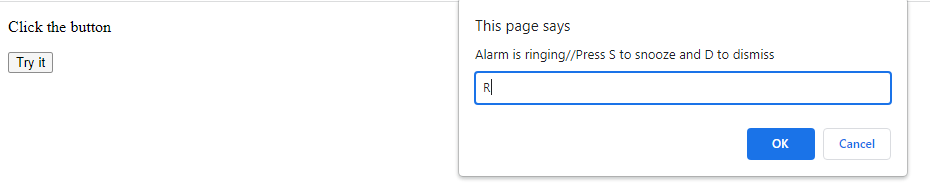 Click the button
Try it
This page says
Alarm is ringing//Press S to snooze and D to dismiss
R
OK Cancel